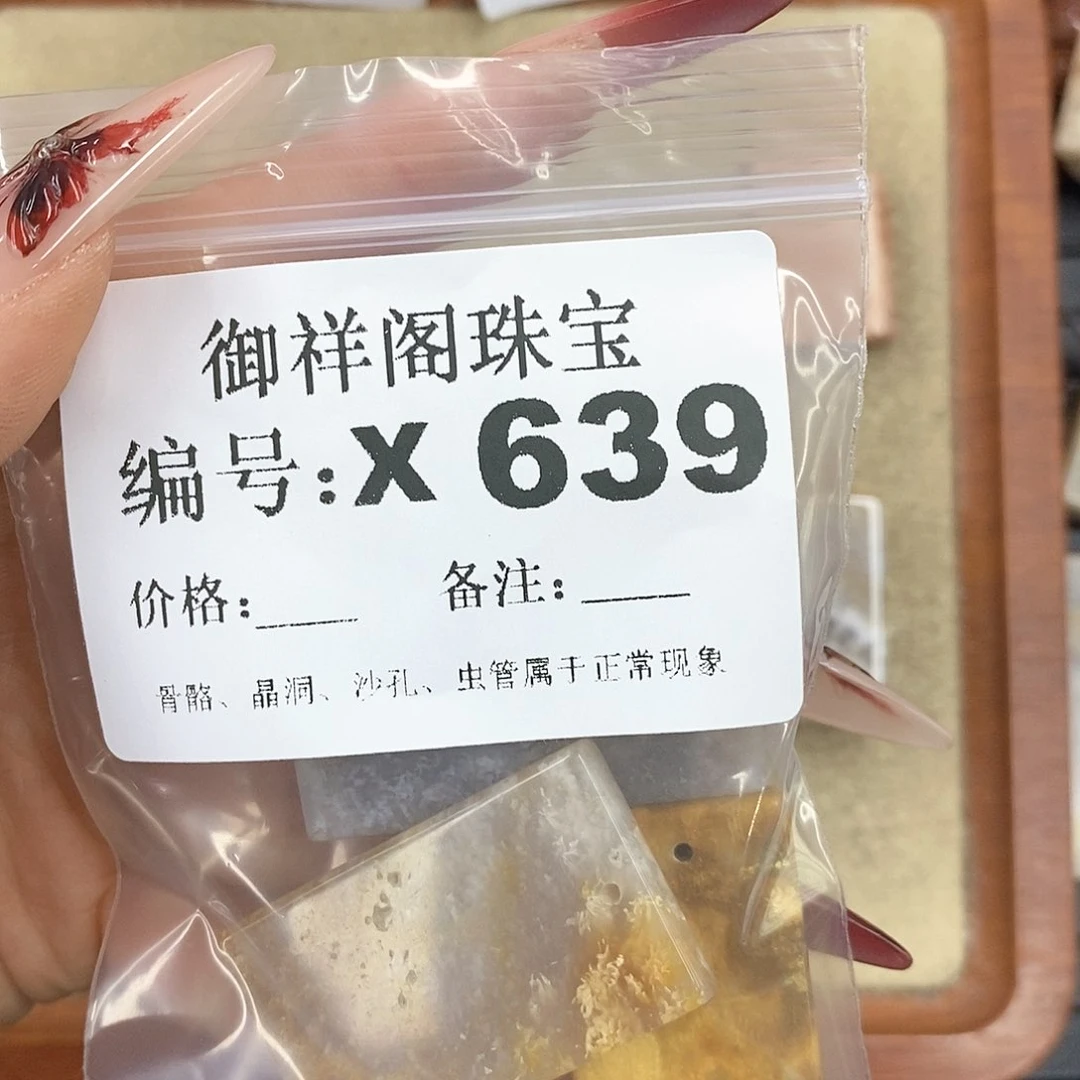 御祥阁珠宝
编号:X 639
价格:___ 备注:____
骨骼、晶洞、沙孔、虫管属于正常现象